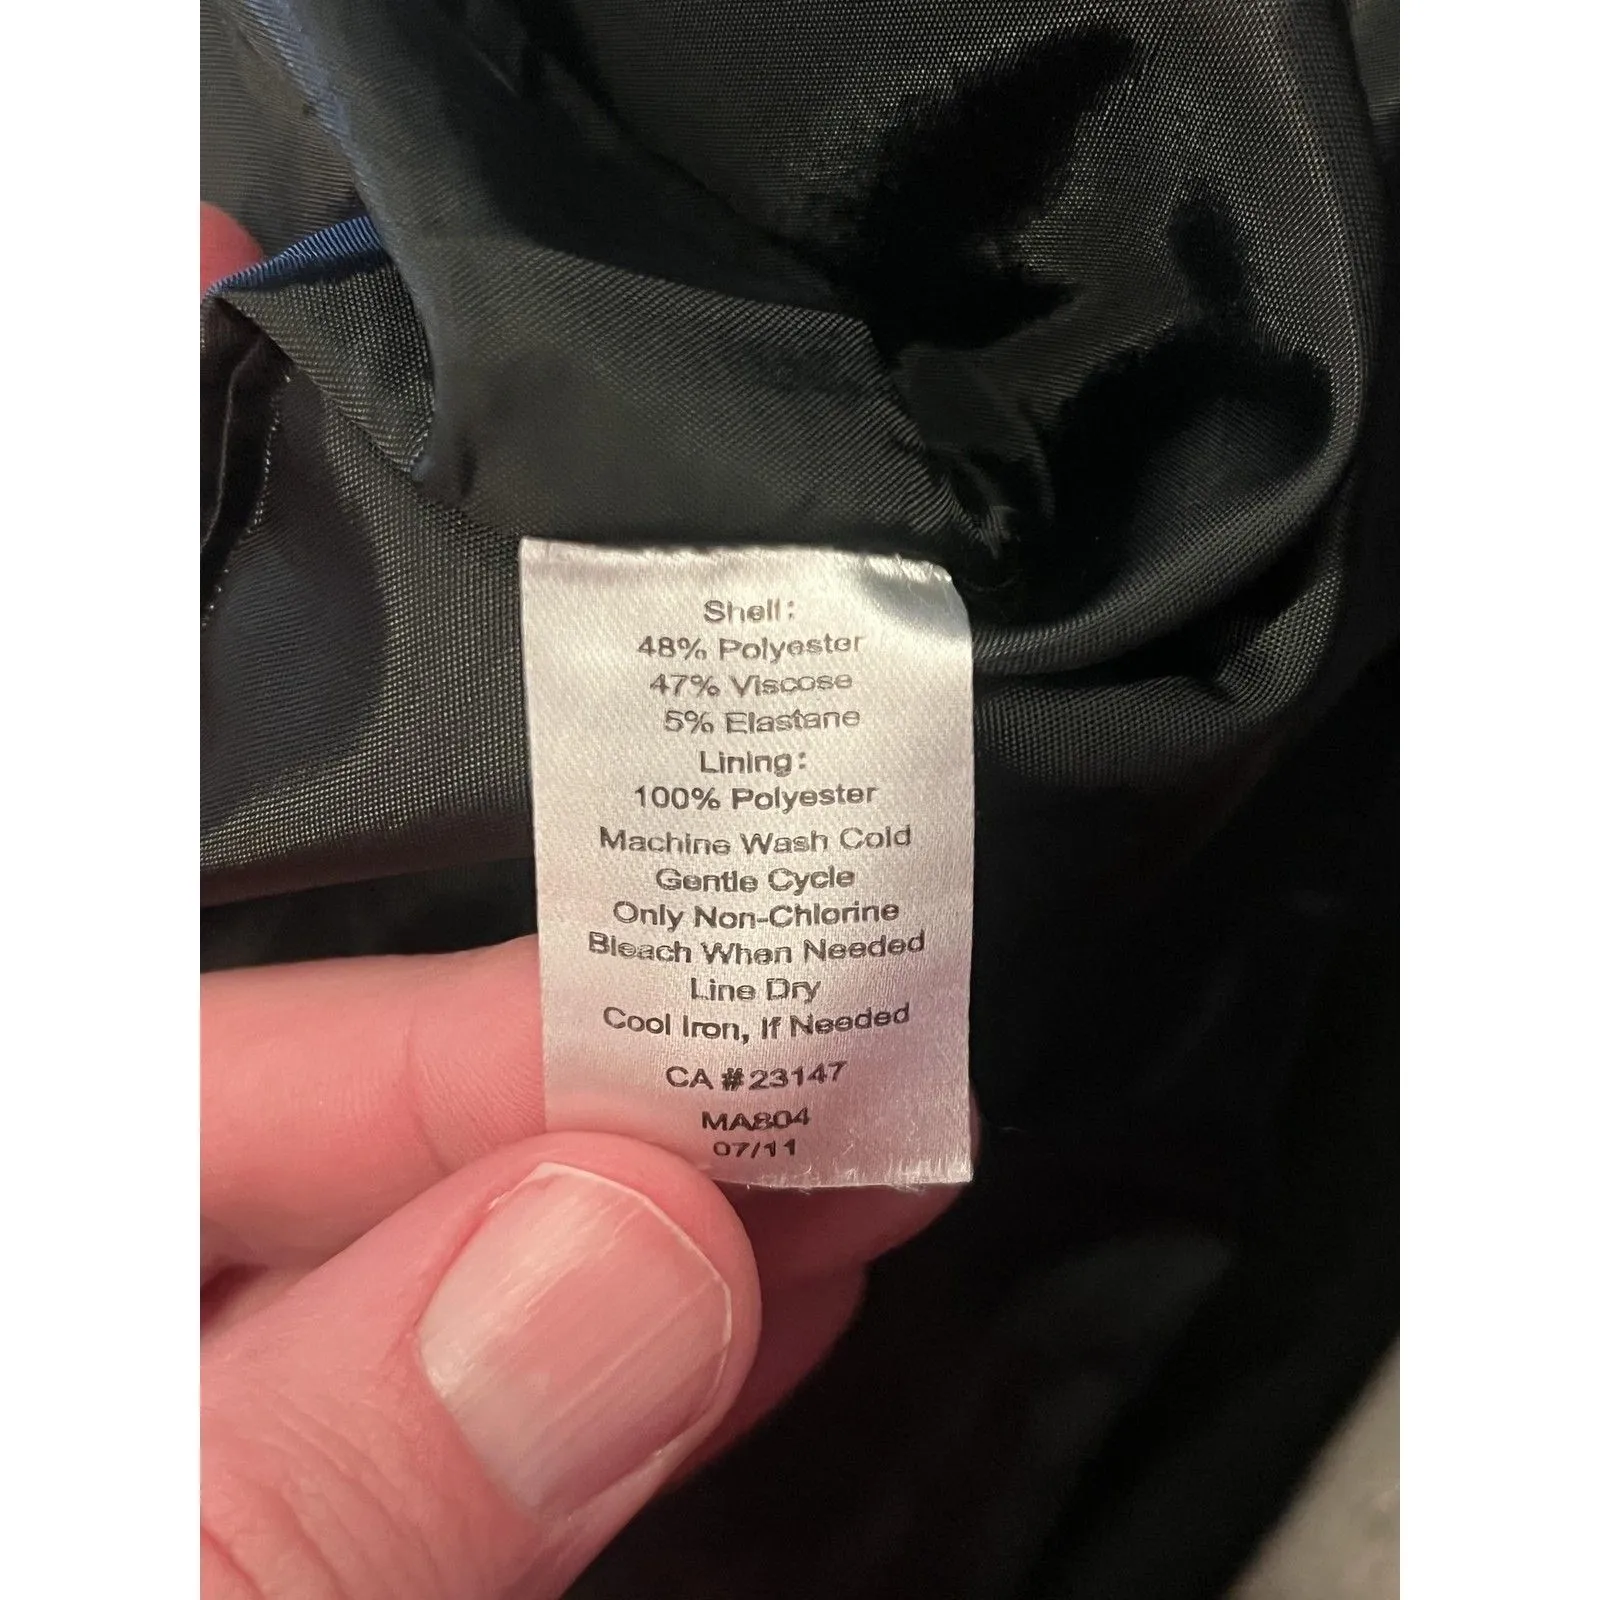 Shell:
48% Polyester
47% Viscose
5% Elastane
Lining:
100% Polyester
Machine Wash Cold
Gentle Cycle
Only Non-Chlorine
Bleach When Needed
Line Dry
Cool Iron, If Needed
CA #23147
MA804
07/11